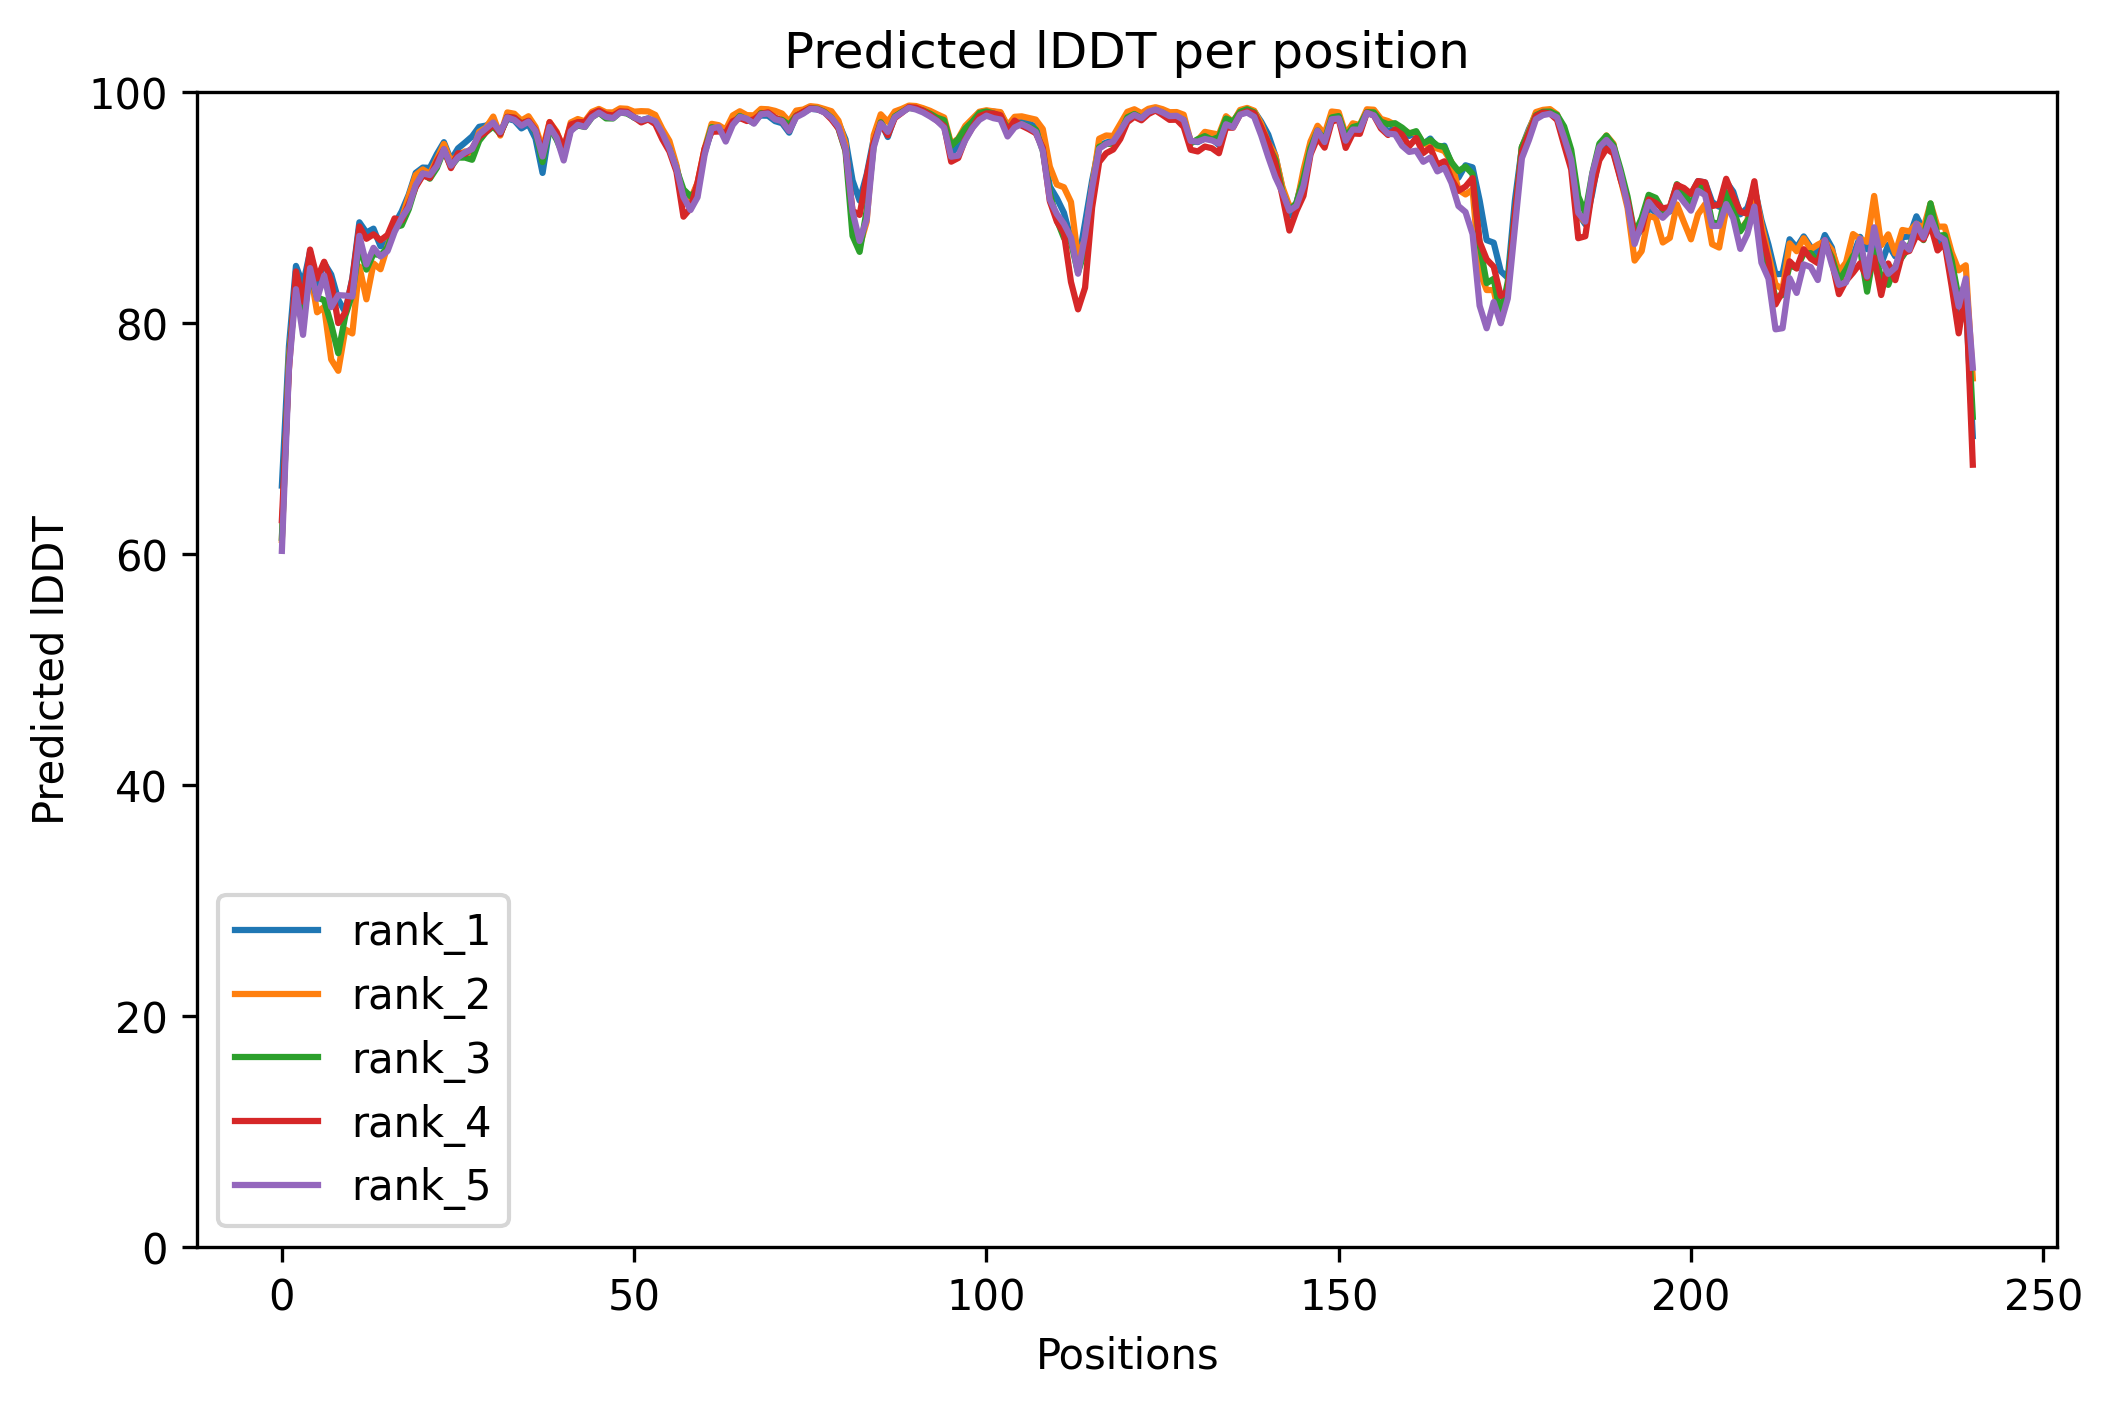 Predicted lDDT per position
100
80
60
40
20
0
Predicted lDDT
rank_1
rank_2
rank_3
rank_4
rank_5
0 50 100 150 200 250
Positions